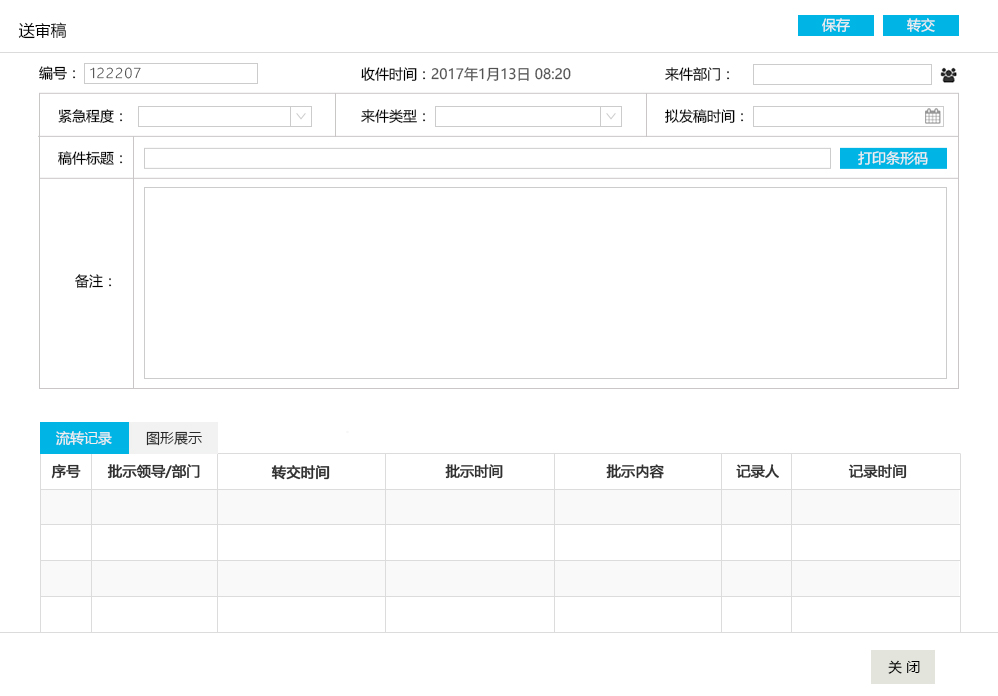 送审稿 保存 转交
编号： 122207 收件时间：2017年1月13日 08:20 来件部门：
紧急程度： 来件类型： 拟发稿时间：
稿件标题： 打印条形码
备注：
流转记录 图形展示
序号 批示领导/部门 转交时间 批示时间 批示内容 记录人 记录时间
关 闭